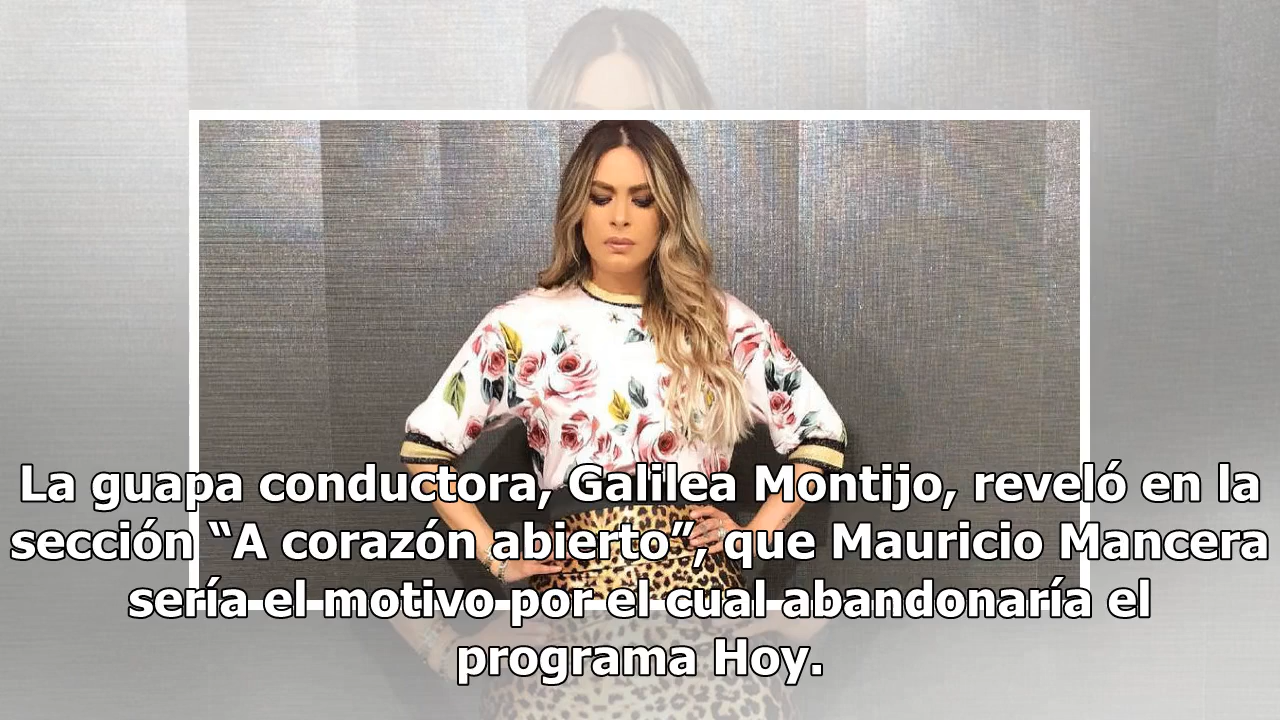 La guapa conductora, Galilea Montijo, reveló en la
sección “A corazón abierto”, que Mauricio Mancera
sería el motivo por el cual abandonaría el
programa Hoy.